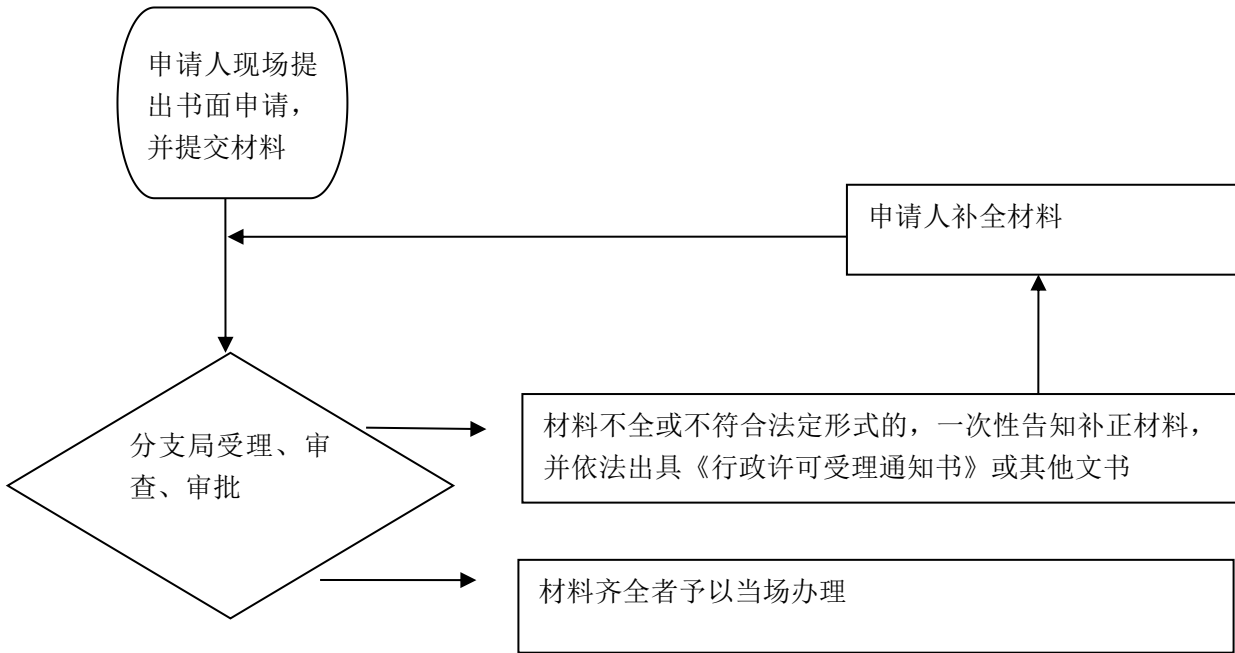 申请人现场提
出书面申请，
并提交材料
申请人补全材料
分支局受理、审
查、审批
材料不全或不符合法定形式的，一次性告知补正材料，
并依法出具《行政许可受理通知书》或其他文书
材料齐全者予以当场办理